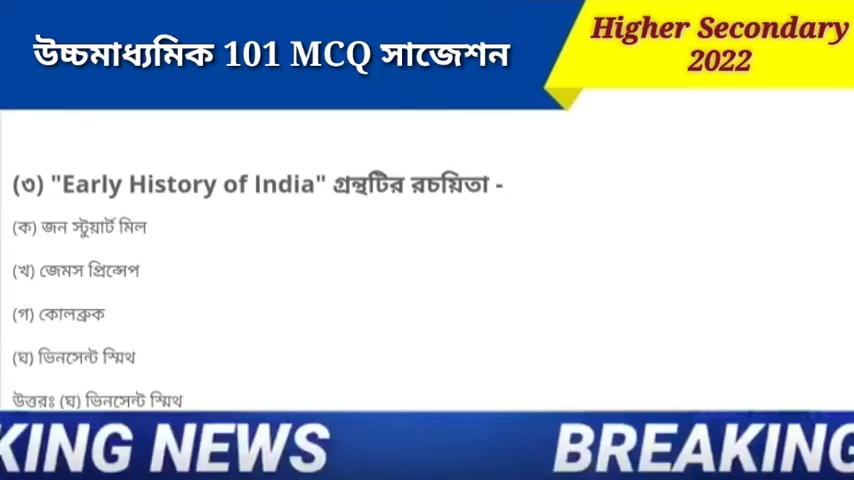 উচ্চমাধ্যমিক 101 MCQ সাজেশন
Higher Secondary
2022
(৩) "Early History of India" গ্রন্থটির রচয়িতা -
(ক) জন স্টুয়ার্ট মিল
(খ) জেমস প্রিন্সেপ
(গ) কোলব্রুক
(ঘ) ভিনসেন্ট স্মিথ
উত্তরঃ (ঘ) ভিনসেন্ট স্মিথ
KING NEWS BREAKING